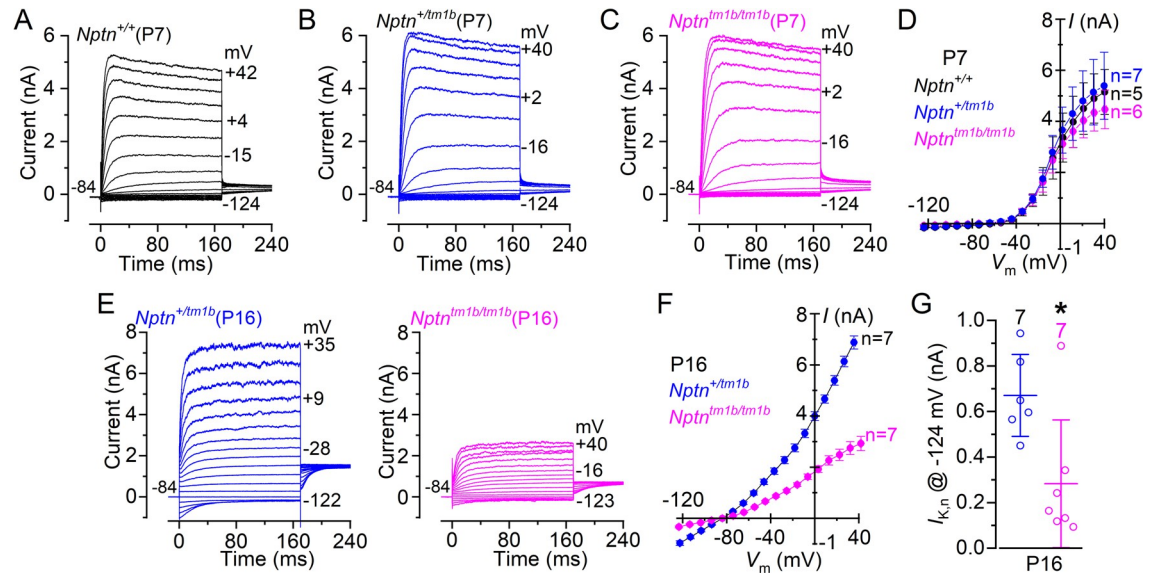 A
Nptn+/+(P7)
mV
+42
+4
-15
-84
-124
6
4
2
0
Current (nA)
0 80 160 240
Time (ms)
B
Nptn+/tm1b(P7)
mV
+40
+2
-16
-84
-124
6
4
2
0
Current (nA)
0 80 160 240
Time (ms)
C
Nptntm1b/tm1b(P7)
mV
+40
+2
-16
-84
-124
6
4
2
0
Current (nA)
0 80 160 240
Time (ms)
D
8
I (nA)
6
4
P7
Nptn+/+
Nptn+/tm1b
Nptntm1b/tm1b
n=7
n=5
n=6
-120
-80 -40 -1 40
Vm (mV)
E
Nptn+/tm1b(P16)
mV
+35
+9
-28
-84
-122
8
6
4
2
0
Current (nA)
0 80 160 240
Time (ms)
Nptntm1b/tm1b(P16)
mV
+40
-16
-84
-123
8
6
4
2
0
Current (nA)
0 80 160 240
Time (ms)
F
8
I (nA)
n=7
6
4
P16
Nptn+/tm1b
Nptntm1b/tm1b
n=7
-120
-80 -40 -1 40
Vm (mV)
G
*
7 7
1.0
0.8
0.6
0.4
0.2
0.0
IK,n @ -124 mV (nA)
P16